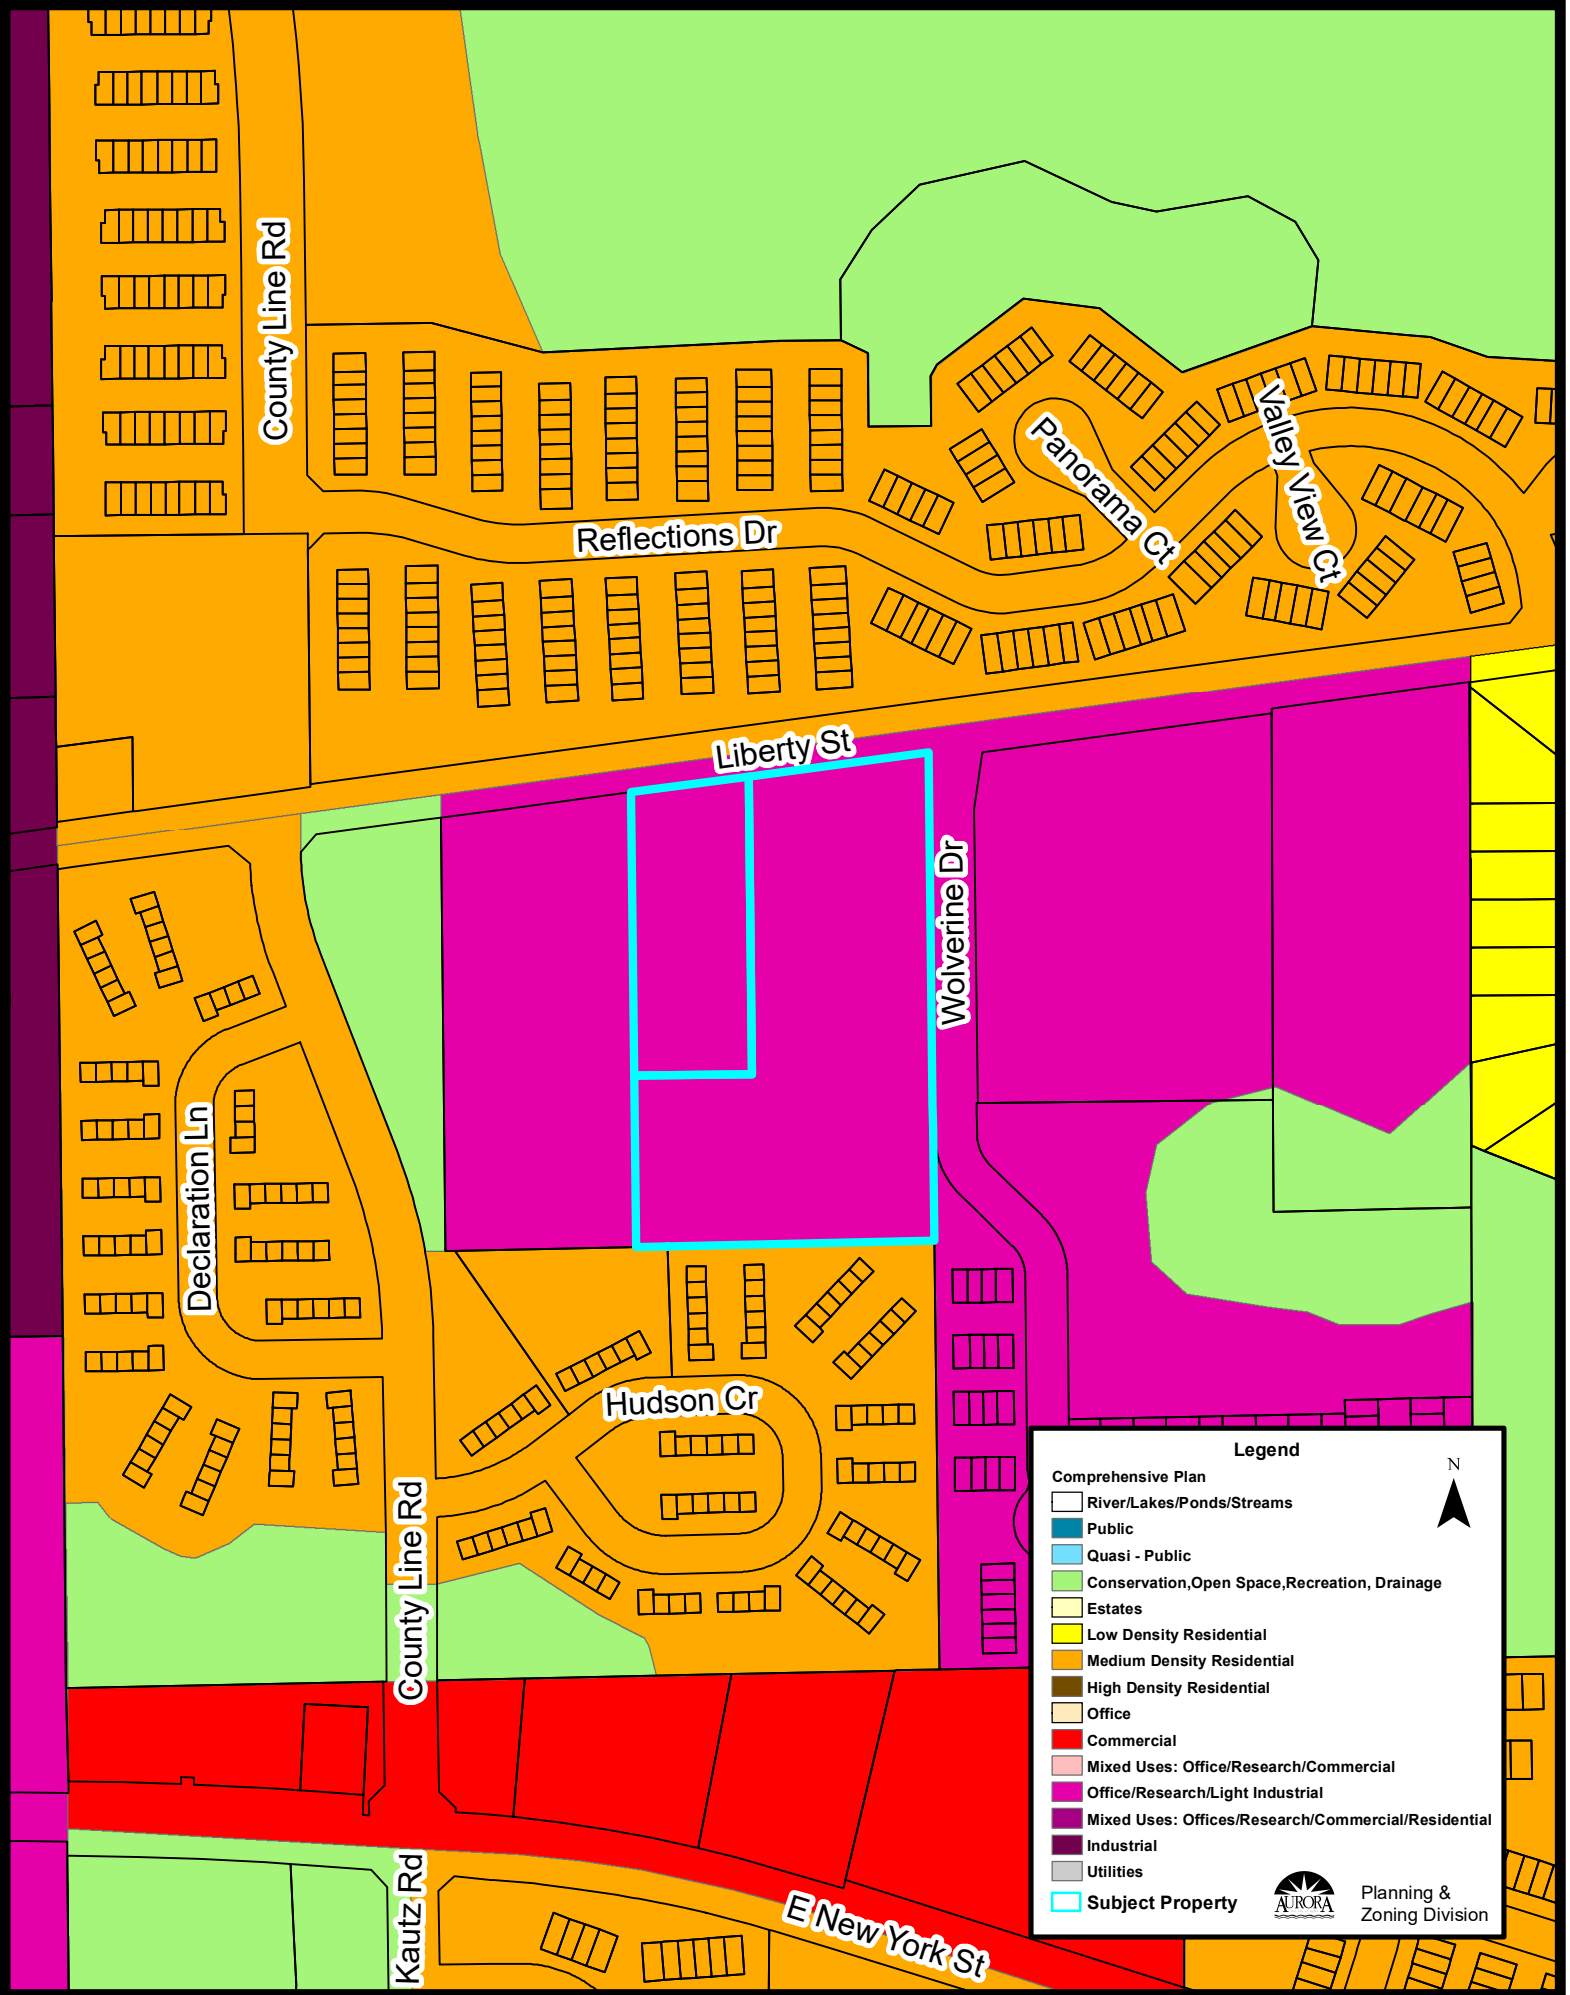 County Line Rd
Reflections Dr
Panorama Ct
Valley View Ct
Liberty St
Wolverine Dr
Declaration Ln
Hudson Cr
County Line Rd
Kautz Rd
E New York St
Legend
N
Comprehensive Plan
River/Lakes/Ponds/Streams
Public
Quasi - Public
Conservation,Open Space,Recreation, Drainage
Estates
Low Density Residential
Medium Density Residential
High Density Residential
Office
Commercial
Mixed Uses: Office/Research/Commercial
Office/Research/Light Industrial
Mixed Uses: Offices/Research/Commercial/Residential
Industrial
Utilities
Subject Property
AURORA
Planning &
Zoning Division